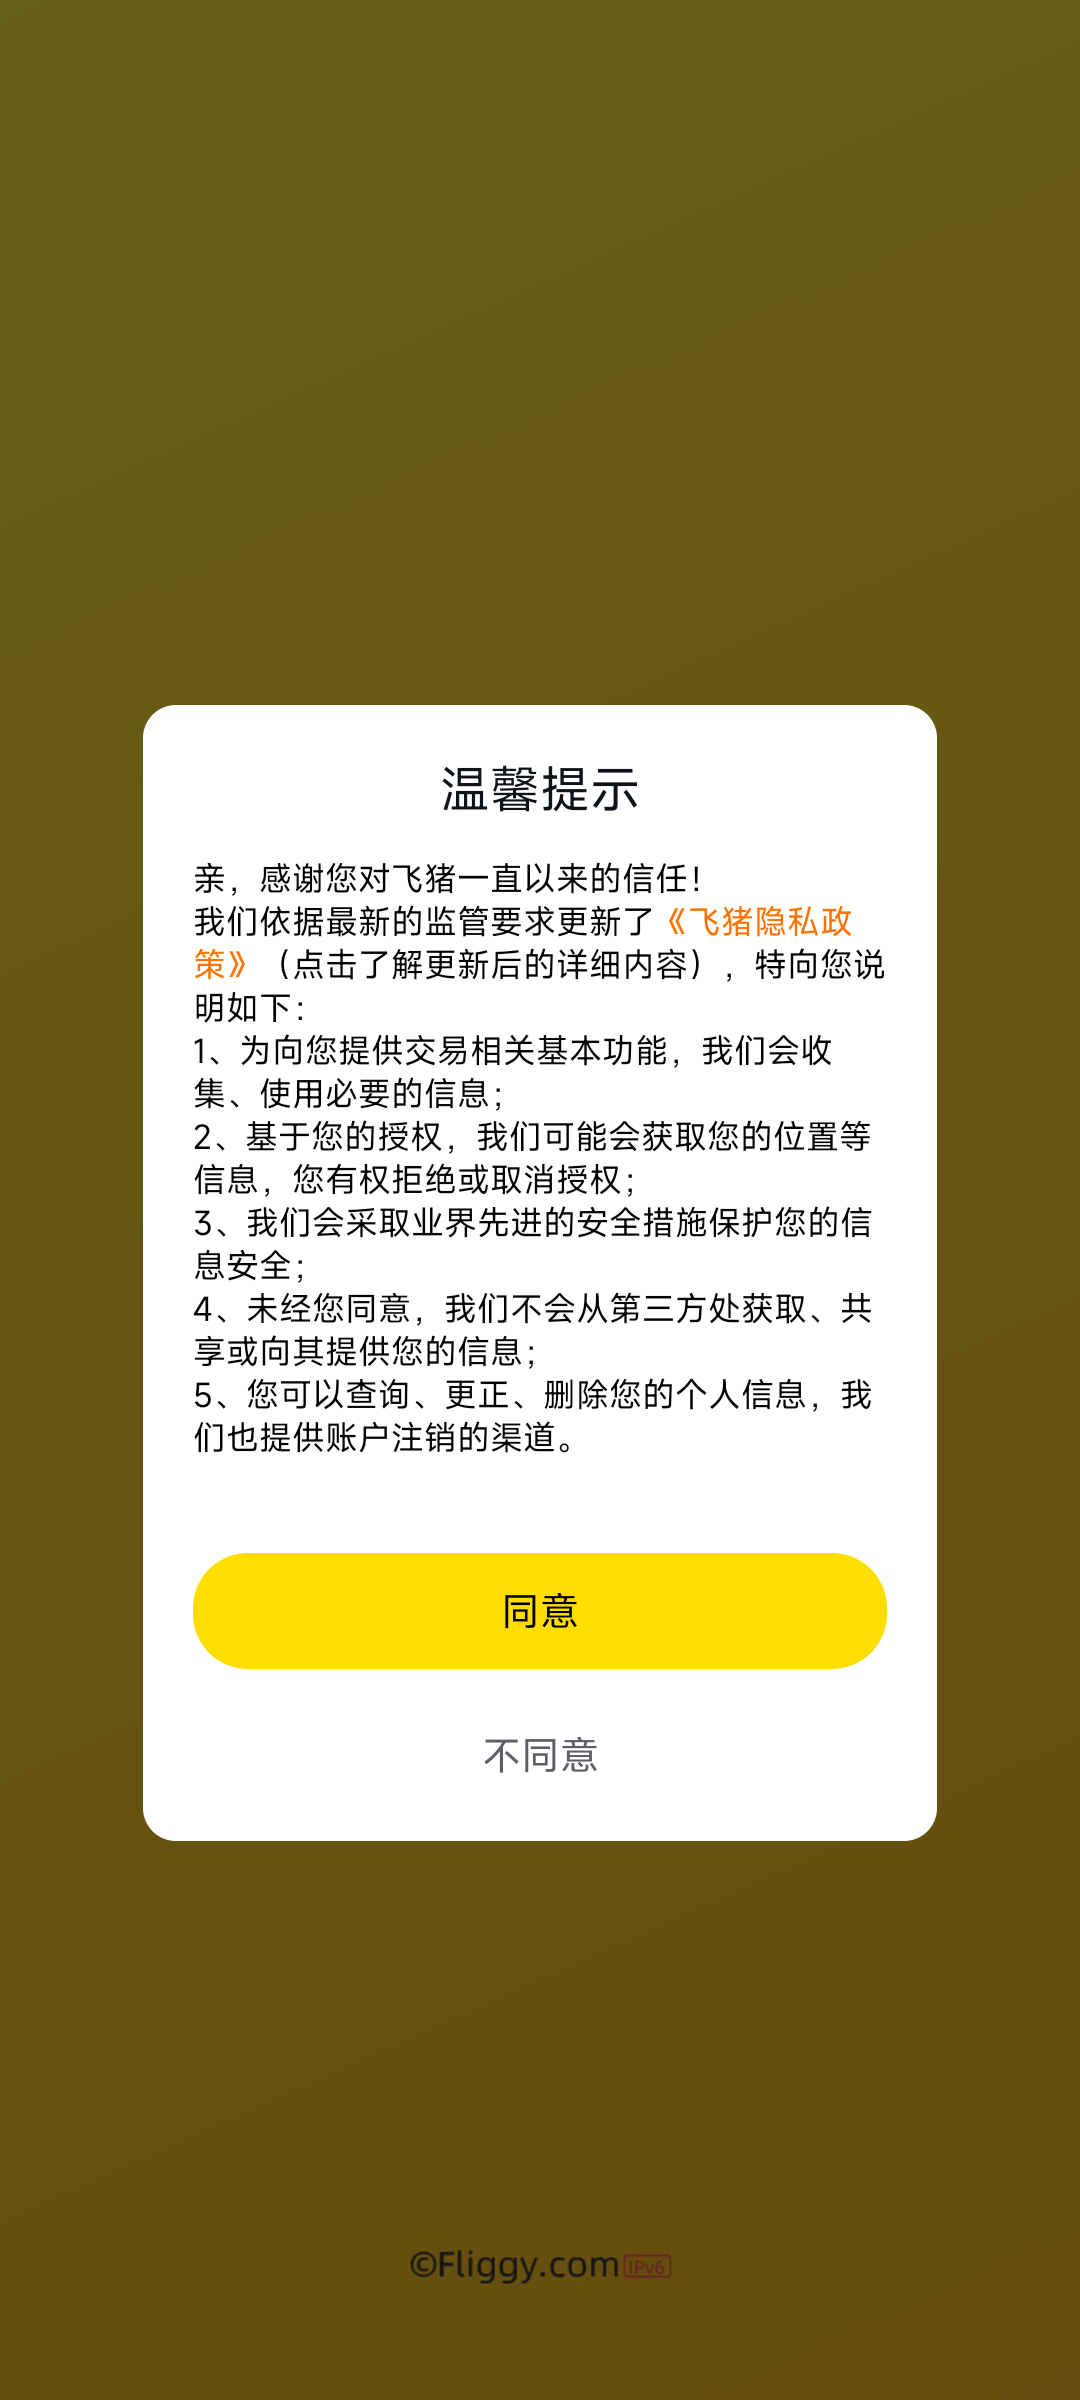 温馨提示
亲，感谢您对飞猪一直以来的信任！
我们依据最新的监管要求更新了《飞猪隐私政
策》（点击了解更新后的详细内容），特向您说
明如下：
1、为向您提供交易相关基本功能，我们会收
集、使用必要的信息；
2、基于您的授权，我们可能会获取您的位置等
信息，您有权拒绝或取消授权；
3、我们会采取业界先进的安全措施保护您的信
息安全；
4、未经您同意，我们不会从第三方处获取、共
享或向其提供您的信息；
5、您可以查询、更正、删除您的个人信息，我
们也提供账户注销的渠道。
同意
不同意
©Fliggy.com IPv6